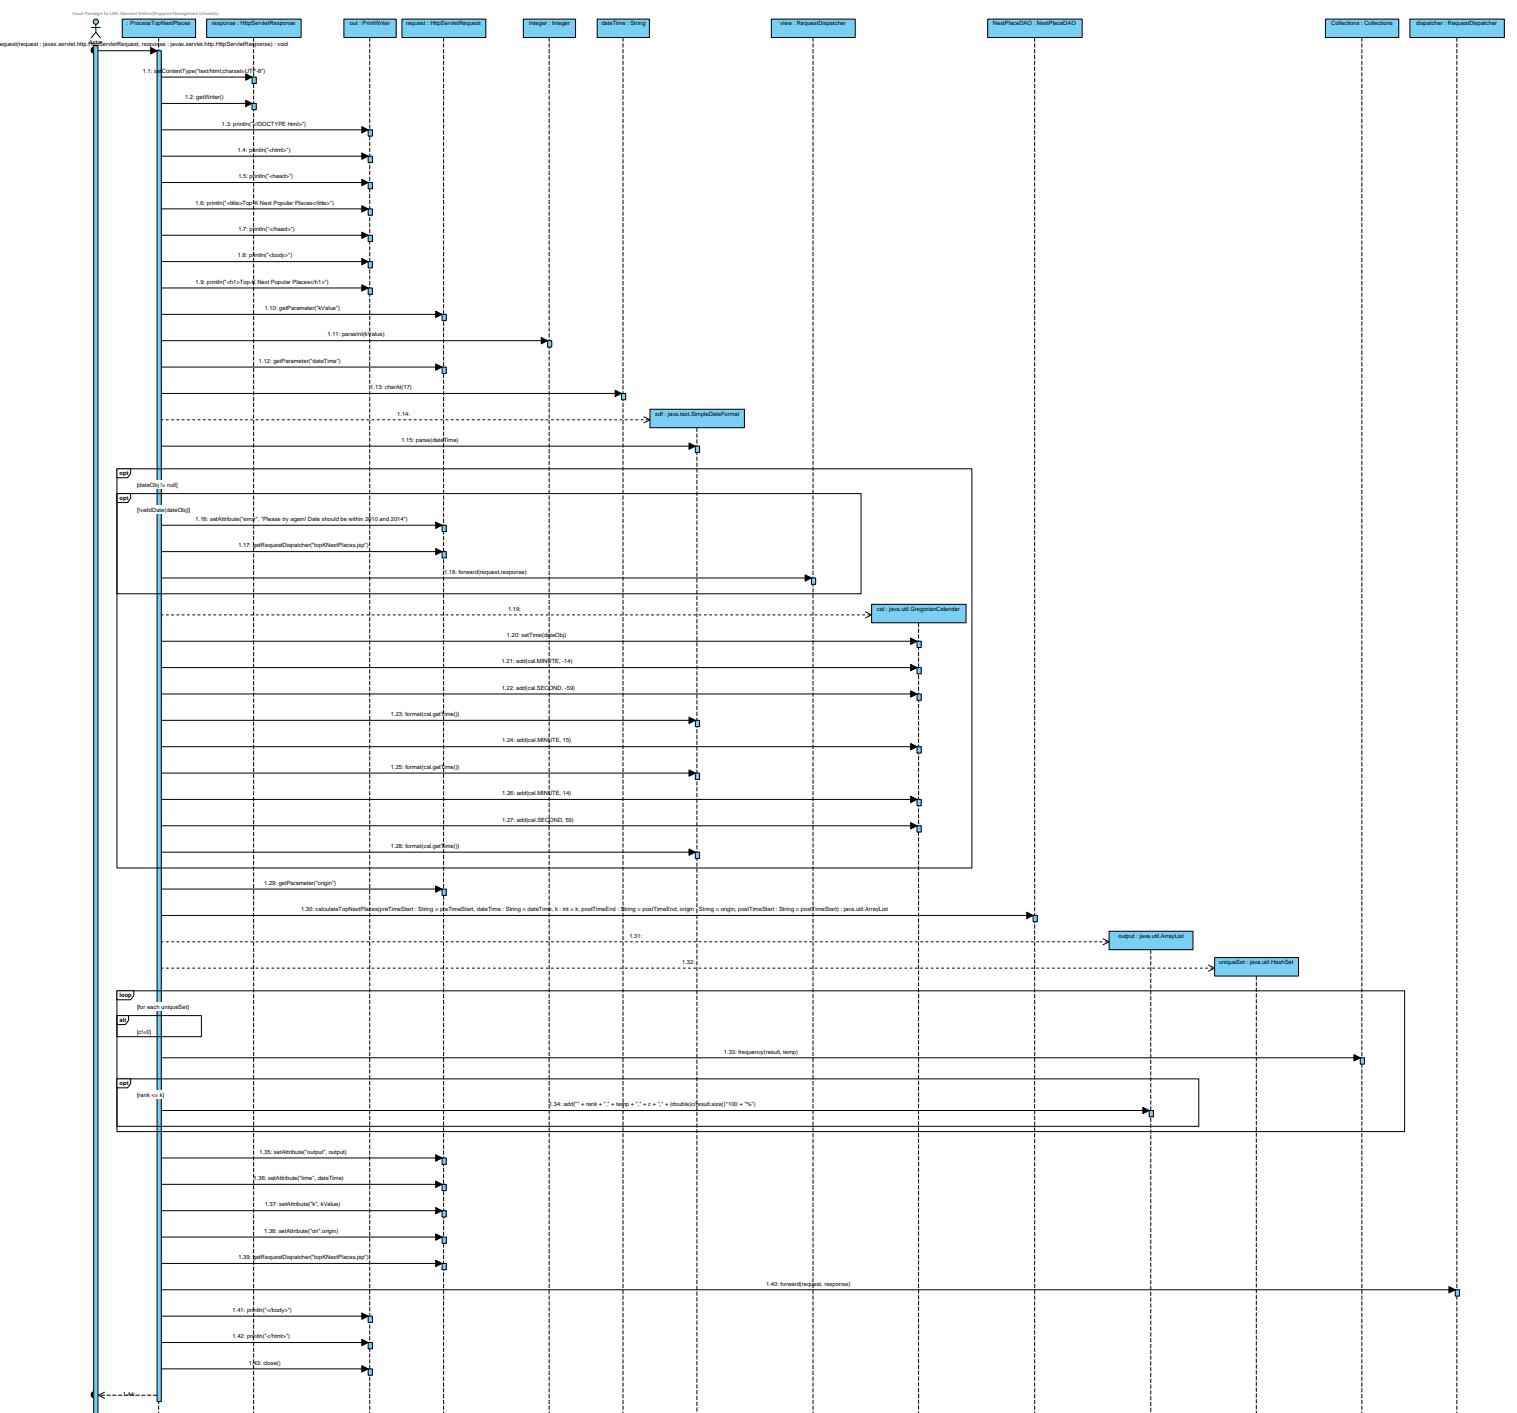 Visual Paradigm for UML Standard Edition(Singapore Management University)
: ProcessTopNextPlaces
response : HttpServletResponse
out : PrintWriter
request : HttpServletRequest
Integer : Integer
dateTime : String
view : RequestDispatcher
NextPlaceDAO : NextPlaceDAO
Collections : Collections
dispatcher : RequestDispatcher
Actor
equest(request : javax.servlet.http.HttpServletRequest, response : javax.servlet.http.HttpServletResponse) : void
1.1: setContentType("text/html;charset=UTF-8")
1.2: getWriter()
1.3: println("<!DOCTYPE html>")
1.4: println("<html>")
1.5: println("<head>")
1.6: println("<title>Top-K Next Popular Places</title>")
1.7: println("</head>")
1.8: println("<body>")
1.9: println("<h1>Top-K Next Popular Places</h1>")
1.10: getParameter("kValue")
1.11: parseInt(kValue)
1.12: getParameter("dateTime")
1.13: charAt(17)
1.14:
sdf : java.text.SimpleDateFormat
1.15: parse(dateTime)
opt
[dateObj != null]
opt
[!validDate(dateObj)]
1.16: setAttribute("error", "Please try again! Date should be within 2010 and 2014")
1.17: getRequestDispatcher("topKNextPlaces.jsp")
1.18: forward(request,response)
1.19:
cal : java.util.GregorianCalendar
1.20: setTime(dateObj)
1.21: add(cal.MINUTE, -14)
1.22: add(cal.SECOND, -59)
1.23: format(cal.getTime())
1.24: add(cal.MINUTE, 15)
1.25: format(cal.getTime())
1.26: add(cal.MINUTE, 14)
1.27: add(cal.SECOND, 59)
1.28: format(cal.getTime())
1.29: getParameter("origin")
1.30: calculateTopNextPlaces(preTimeStart : String = preTimeStart, dateTime : String = dateTime, k : int = k, postTimeEnd : String = postTimeEnd, origin : String = origin, postTimeStart : String = postTimeStart) : java.util.ArrayList
1.31:
output : java.util.ArrayList
1.32:
uniqueSet : java.util.HashSet
loop
[for each uniqueSet]
alt
[c!=0]
1.33: frequency(result, temp)
opt
[rank <= k]
1.34: add("" + rank + "," + temp + "," + c + "," + (double)c/result.size()*100 + "%")
1.35: setAttribute("output", output)
1.36: setAttribute("time", dateTime)
1.37: setAttribute("k", kValue)
1.38: setAttribute("ori",origin)
1.39: getRequestDispatcher("topKNextPlaces.jsp")
1.40: forward(request, response)
1.41: println("</body>")
1.42: println("</html>")
1.43: close()
1.44: